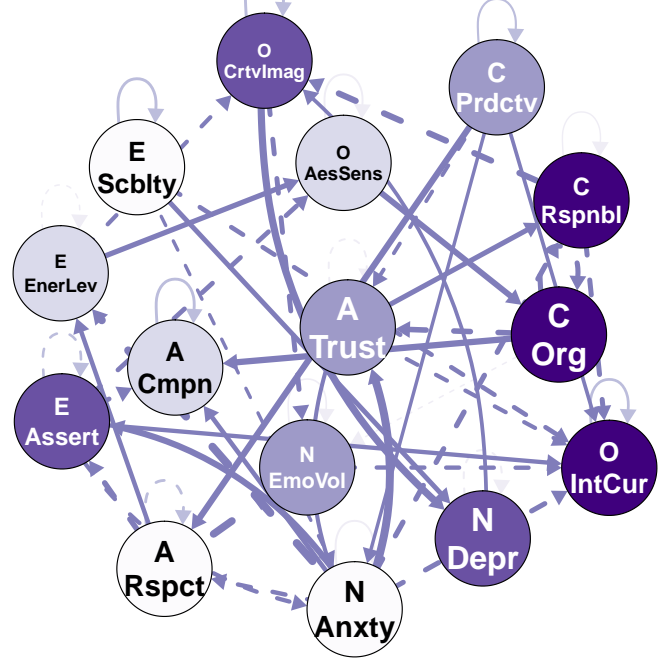 O
CrtvImag
C
Prdctv
E
Scblty
O
AesSens
C
Rspnbl
E
EnerLev
A
Trust
C
Org
A
Cmpn
E
Assert
N
EmoVol
O
IntCur
N
Depr
A
Rspct
N
Anxty